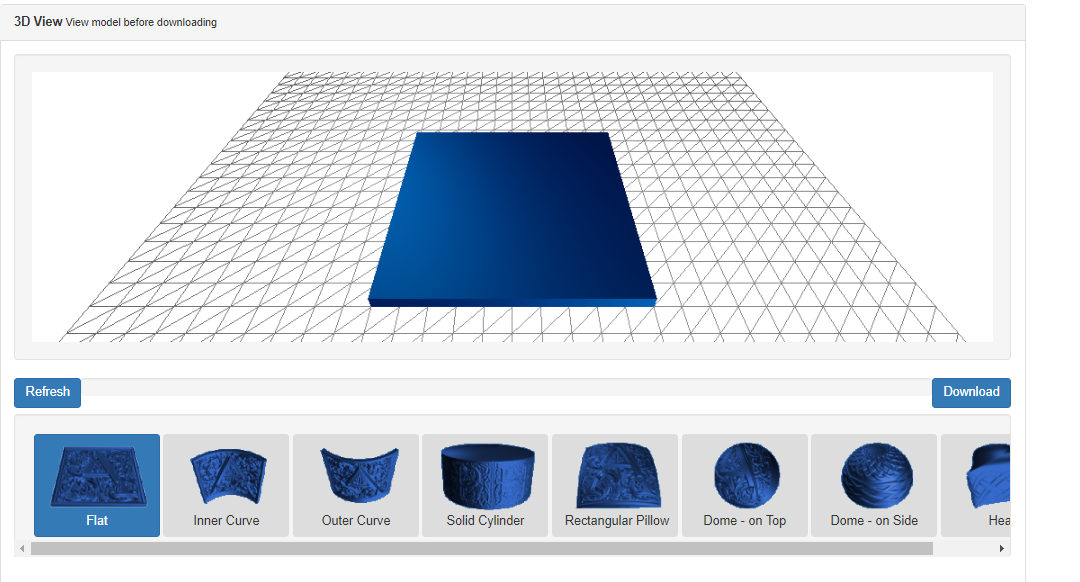 3D View View model before downloading
Refresh
Download
Flat
Inner Curve
Outer Curve
Solid Cylinder
Rectangular Pillow
Dome - on Top
Dome - on Side
Hea